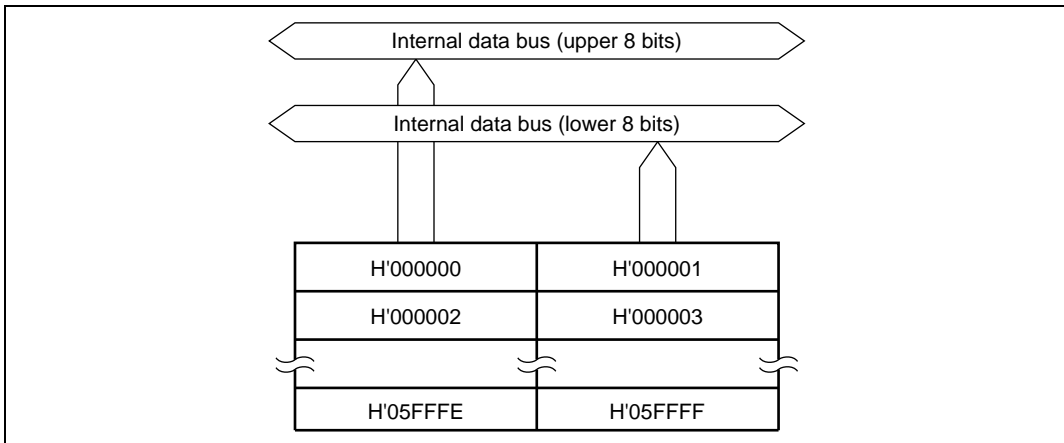 Internal data bus (upper 8 bits)
Internal data bus (lower 8 bits)
H'000000 H'000001
H'000002 H'000003
H'05FFFE H'05FFFF